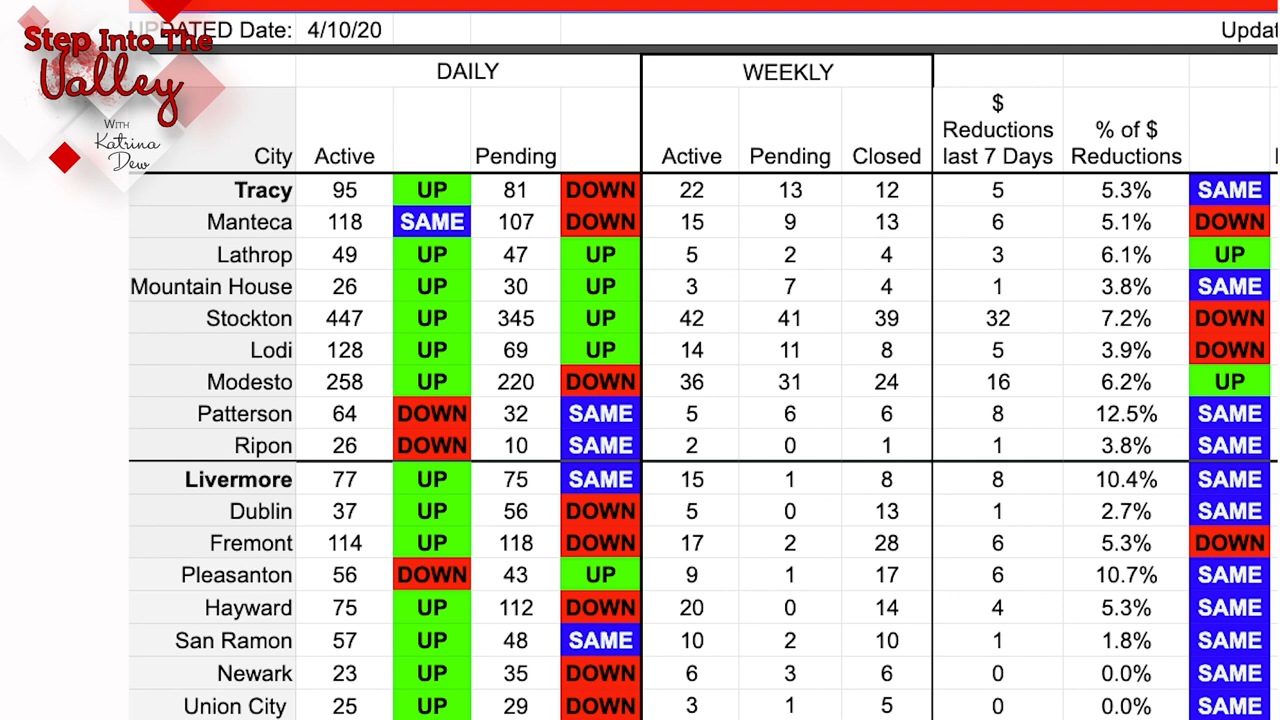 UPDATED Date: 4/10/20 Updat
Step Into The
Valley
WITH
Katrina
Dew
DAILY WEEKLY
$
Reductions % of $
City Active Pending Active Pending Closed last 7 Days Reductions
Tracy 95 UP 81 DOWN 22 13 12 5 5.3% SAME
Manteca 118 SAME 107 DOWN 15 9 13 6 5.1% DOWN
Lathrop 49 UP 47 UP 5 2 4 3 6.1% UP
Mountain House 26 UP 30 UP 3 7 4 1 3.8% SAME
Stockton 447 UP 345 UP 42 41 39 32 7.2% DOWN
Lodi 128 UP 69 UP 14 11 8 5 3.9% DOWN
Modesto 258 UP 220 DOWN 36 31 24 16 6.2% UP
Patterson 64 DOWN 32 SAME 5 6 6 8 12.5% SAME
Ripon 26 DOWN 10 SAME 2 0 1 1 3.8% SAME
Livermore 77 UP 75 SAME 15 1 8 8 10.4% SAME
Dublin 37 UP 56 DOWN 5 0 13 1 2.7% SAME
Fremont 114 UP 118 DOWN 17 2 28 6 5.3% DOWN
Pleasanton 56 DOWN 43 UP 9 1 17 6 10.7% SAME
Hayward 75 UP 112 DOWN 20 0 14 4 5.3% SAME
San Ramon 57 UP 48 SAME 10 2 10 1 1.8% SAME
Newark 23 UP 35 DOWN 6 3 6 0 0.0% SAME
Union City 25 UP 29 DOWN 3 1 5 0 0.0% SAME